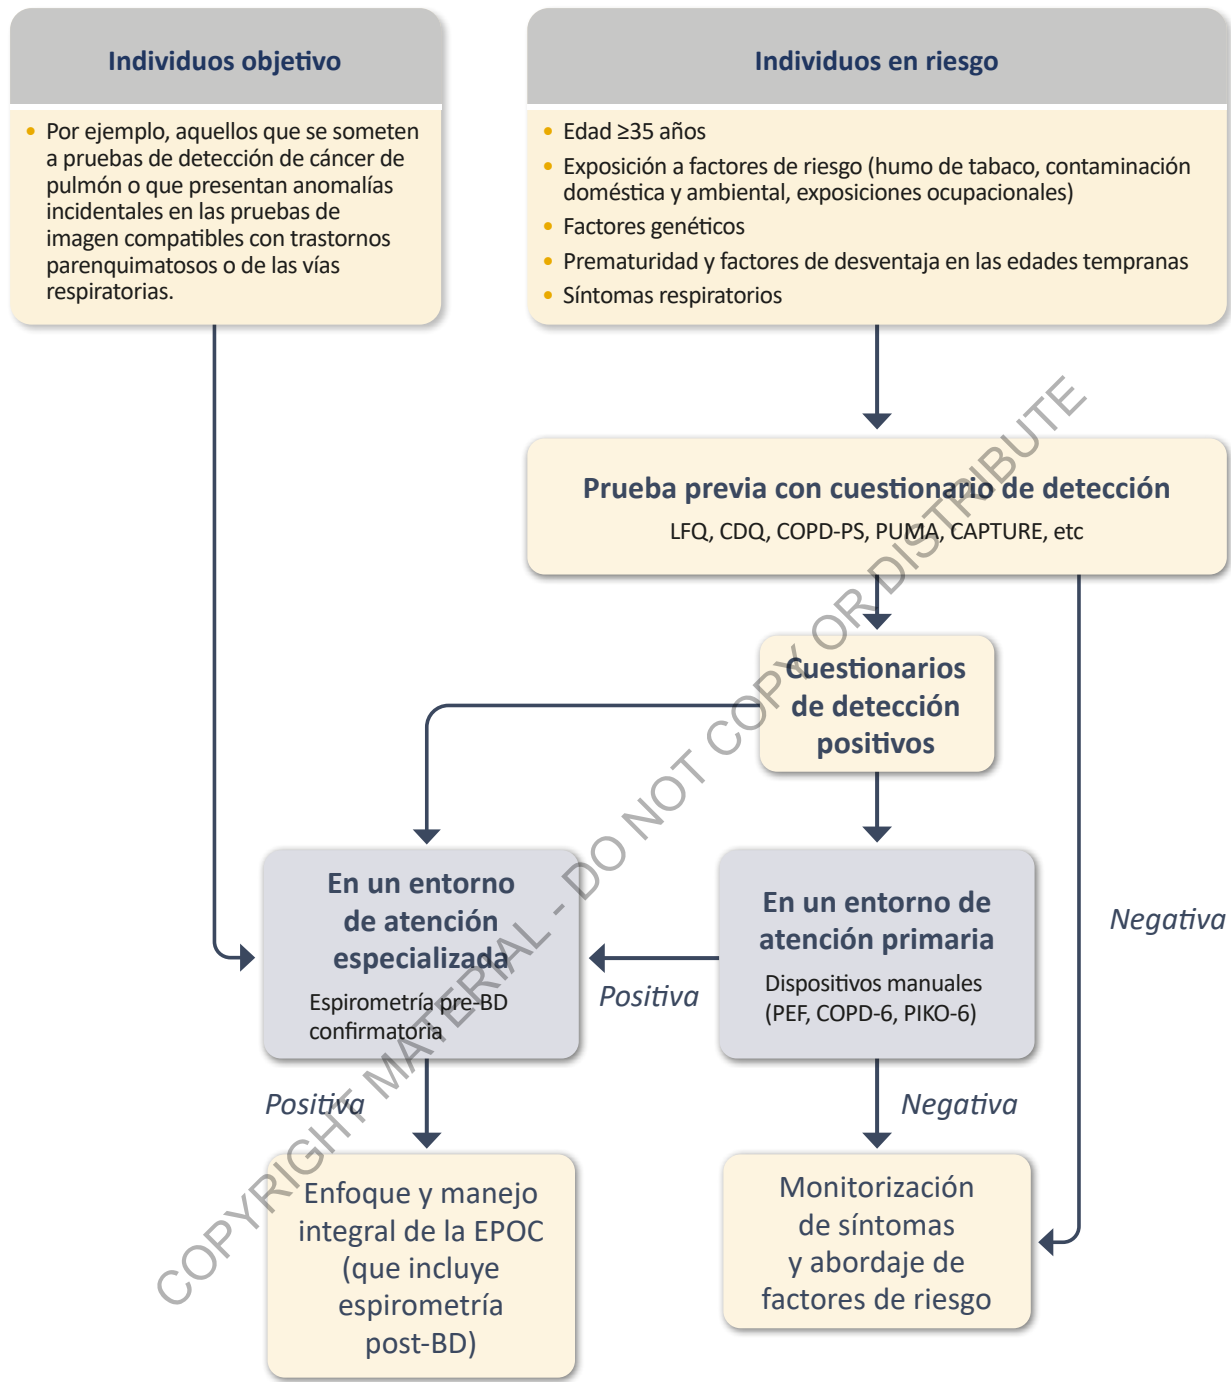 Individuos objetivo
• Por ejemplo, aquellos que se someten
a pruebas de detección de cáncer de
pulmón o que presentan anomalías
incidentales en las pruebas de
imagen compatibles con trastornos
parenquimatosos o de las vías
respiratorias.
Individuos en riesgo
• Edad ≥35 años
• Exposición a factores de riesgo (humo de tabaco, contaminación
doméstica y ambiental, exposiciones ocupacionales)
• Factores genéticos
• Prematuridad y factores de desventaja en las edades tempranas
• Síntomas respiratorios
Prueba previa con cuestionario de detección
LFQ, CDQ, COPD-PS, PUMA, CAPTURE, etc
Cuestionarios
de detección
positivos
En un entorno
de atención
especializada
Espirometría pre-BD
confirmatoria
Positiva
En un entorno de
atención primaria
Dispositivos manuales
(PEF, COPD-6, PIKO-6)
Negativa
Positiva
Negativa
Enfoque y manejo
integral de la EPOC
(que incluye
espirometría
post-BD)
Monitorización
de síntomas
y abordaje de
factores de riesgo
COPYRIGHT MATERIAL - DO NOT COPY OR DISTRIBUTE